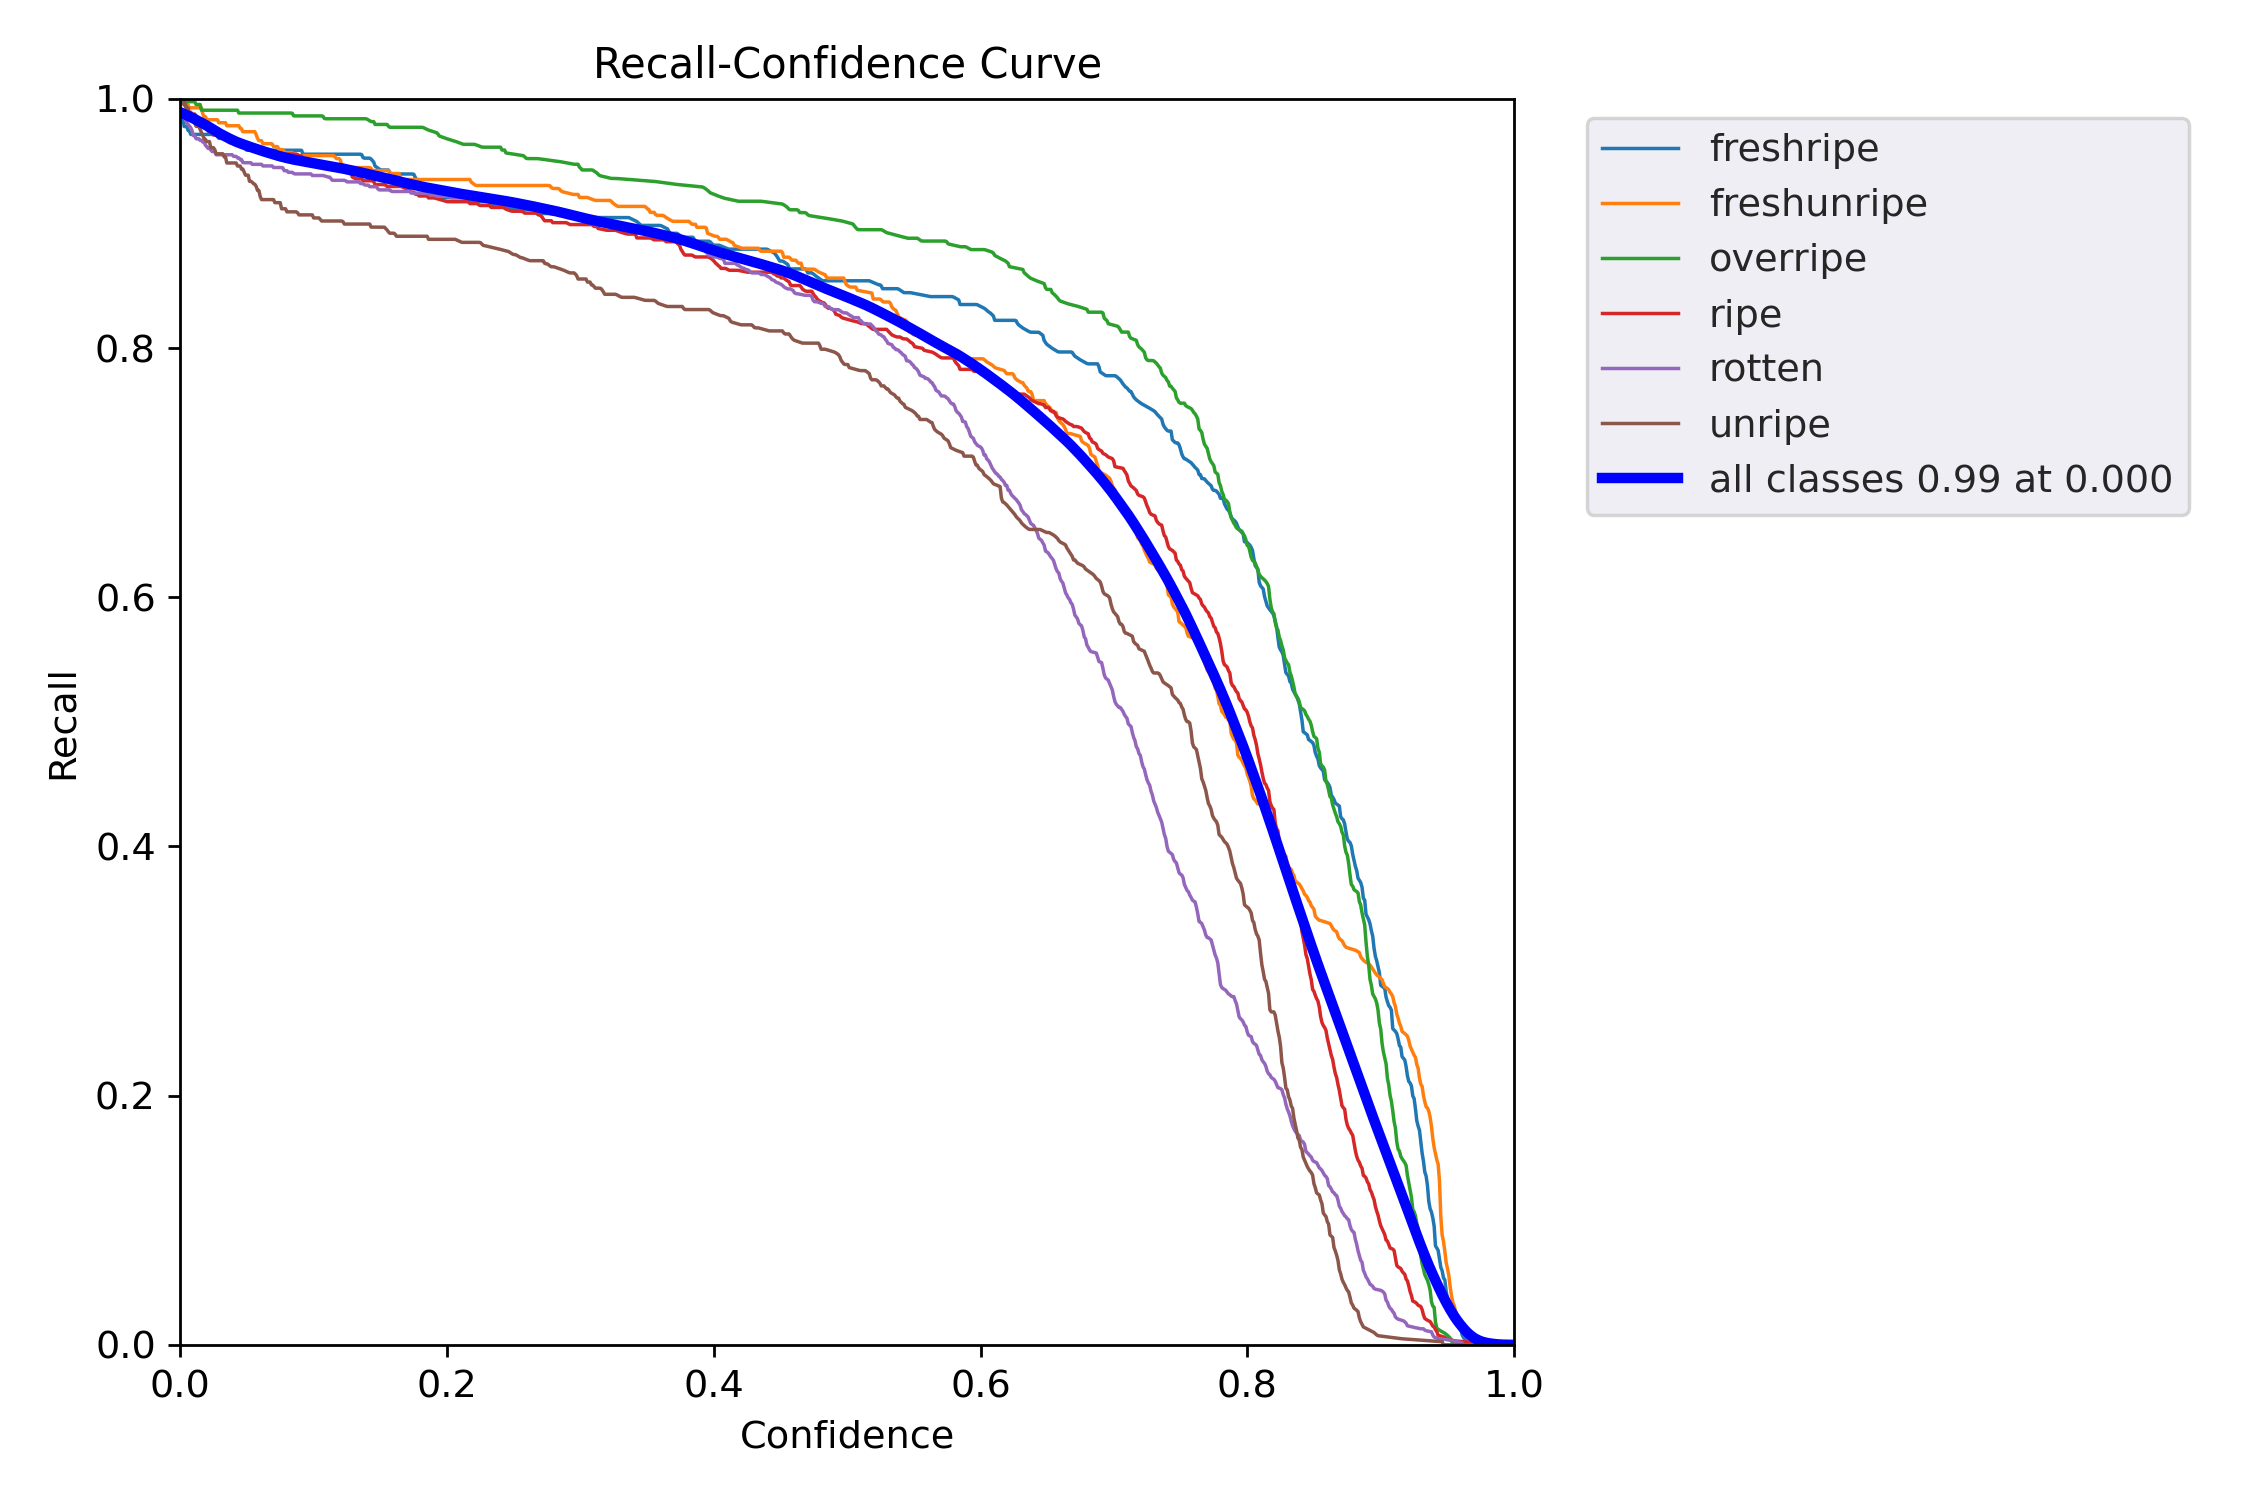 Recall-Confidence Curve
1.0
0.8
0.6
0.4
0.2
0.0
Recall
0.0 0.2 0.4 0.6 0.8 1.0
Confidence
freshripe
freshunripe
overripe
ripe
rotten
unripe
all classes 0.99 at 0.000